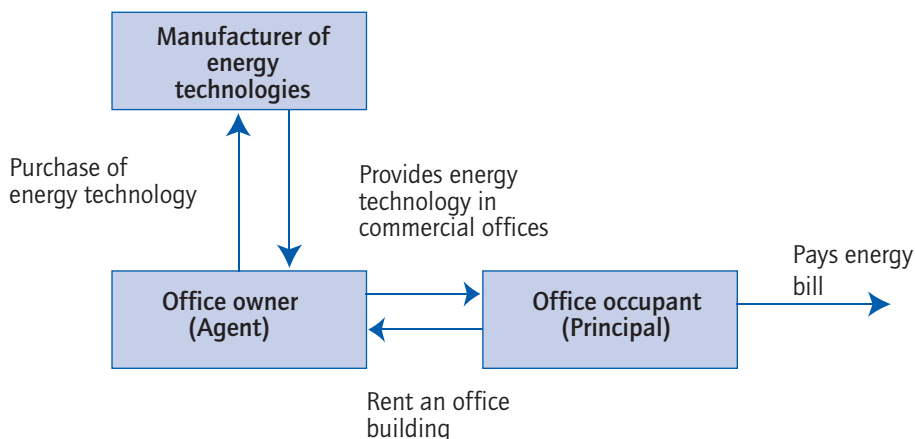 Manufacturer of
energy
technologies
Purchase of
energy technology
Provides energy
technology in
commercial offices
Office owner
(Agent)
Office occupant
(Principal)
Pays energy
bill
Rent an office
building